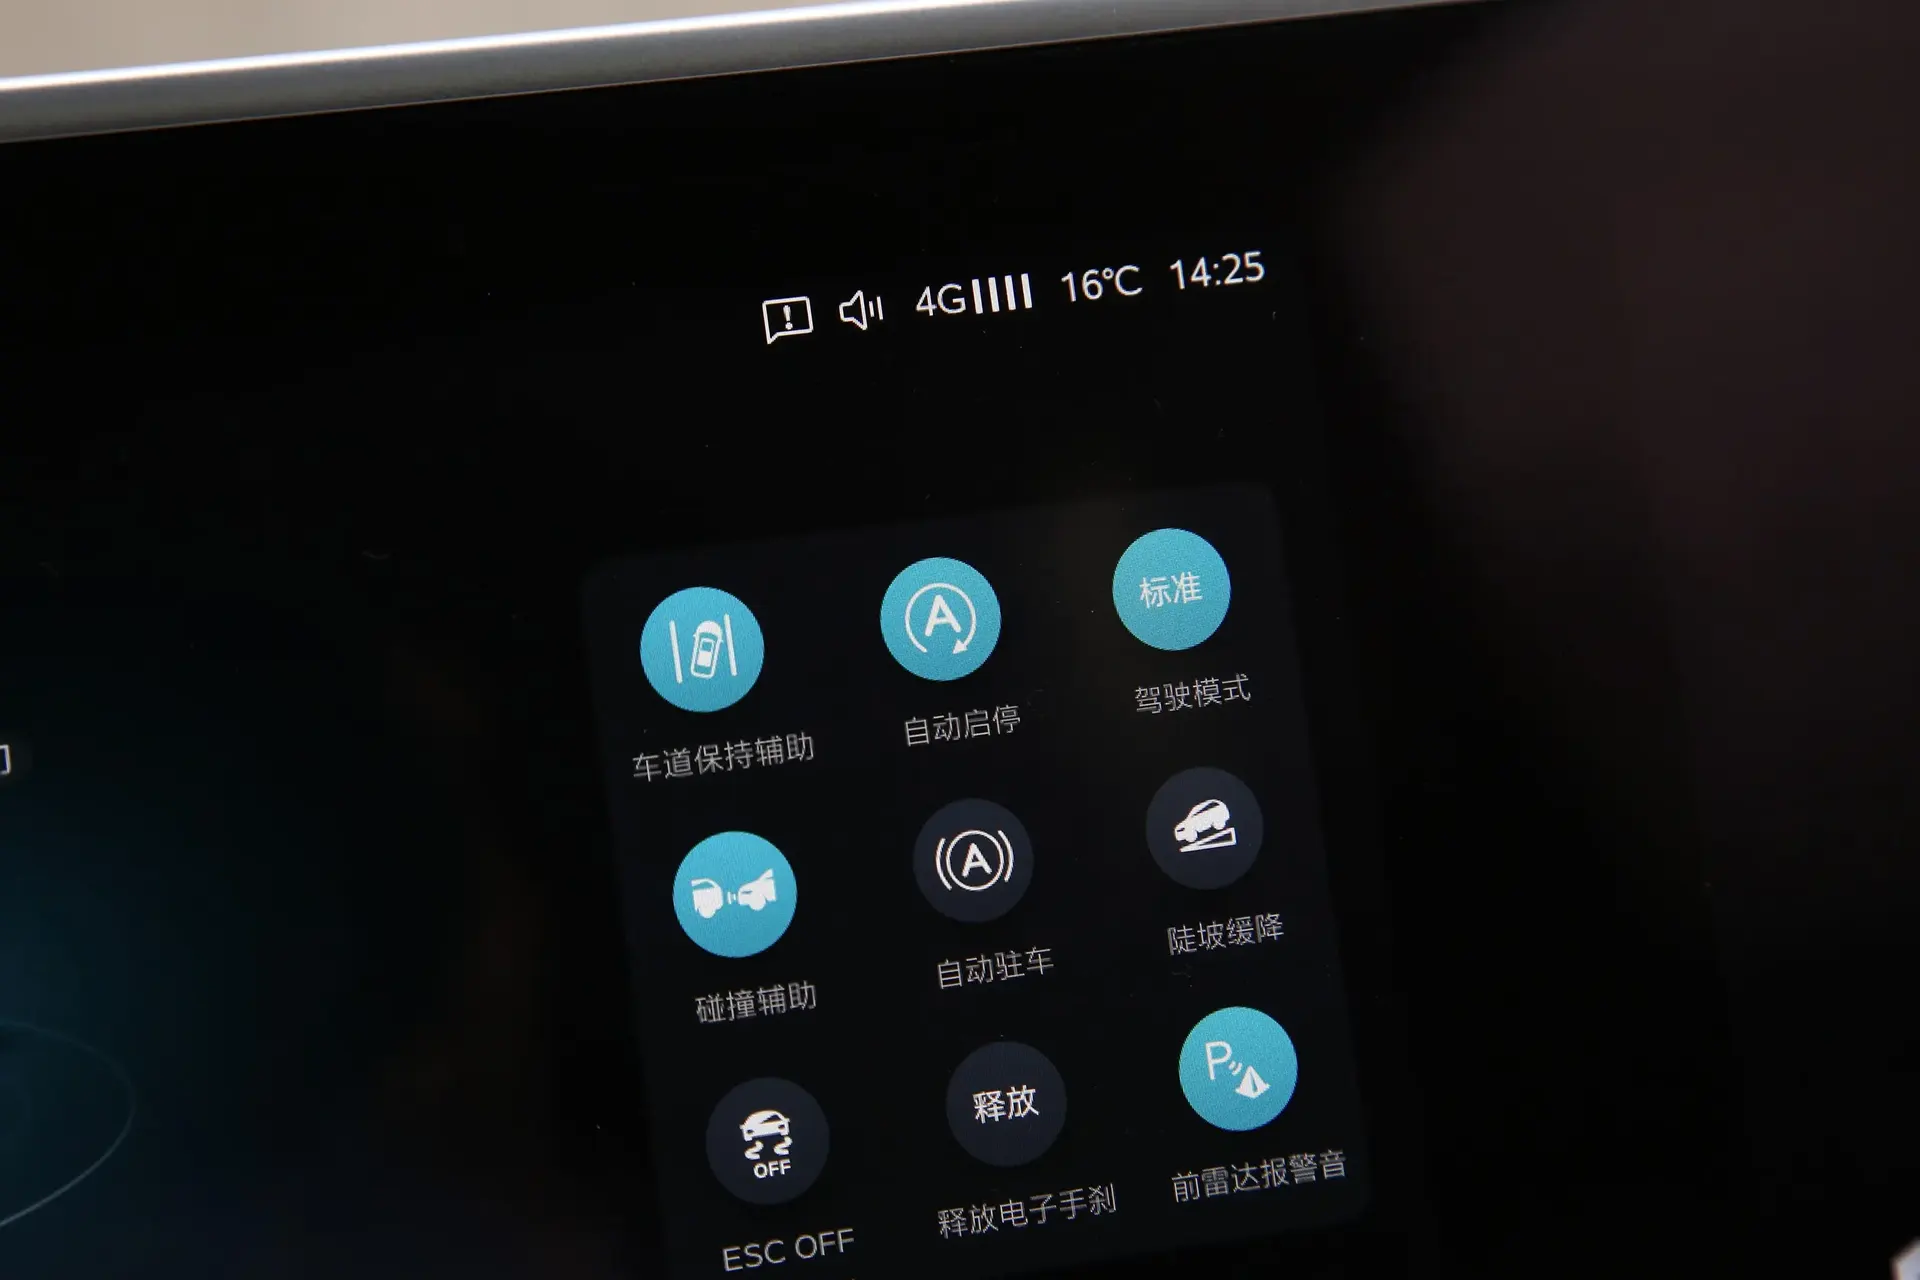 4G 16℃ 14:25
A 标准
车道保持辅助 自动启停 驾驶模式
A
碰撞辅助 自动驻车 陡坡缓降
OFF 释放 P
ESC OFF 释放电子手刹 前雷达报警音